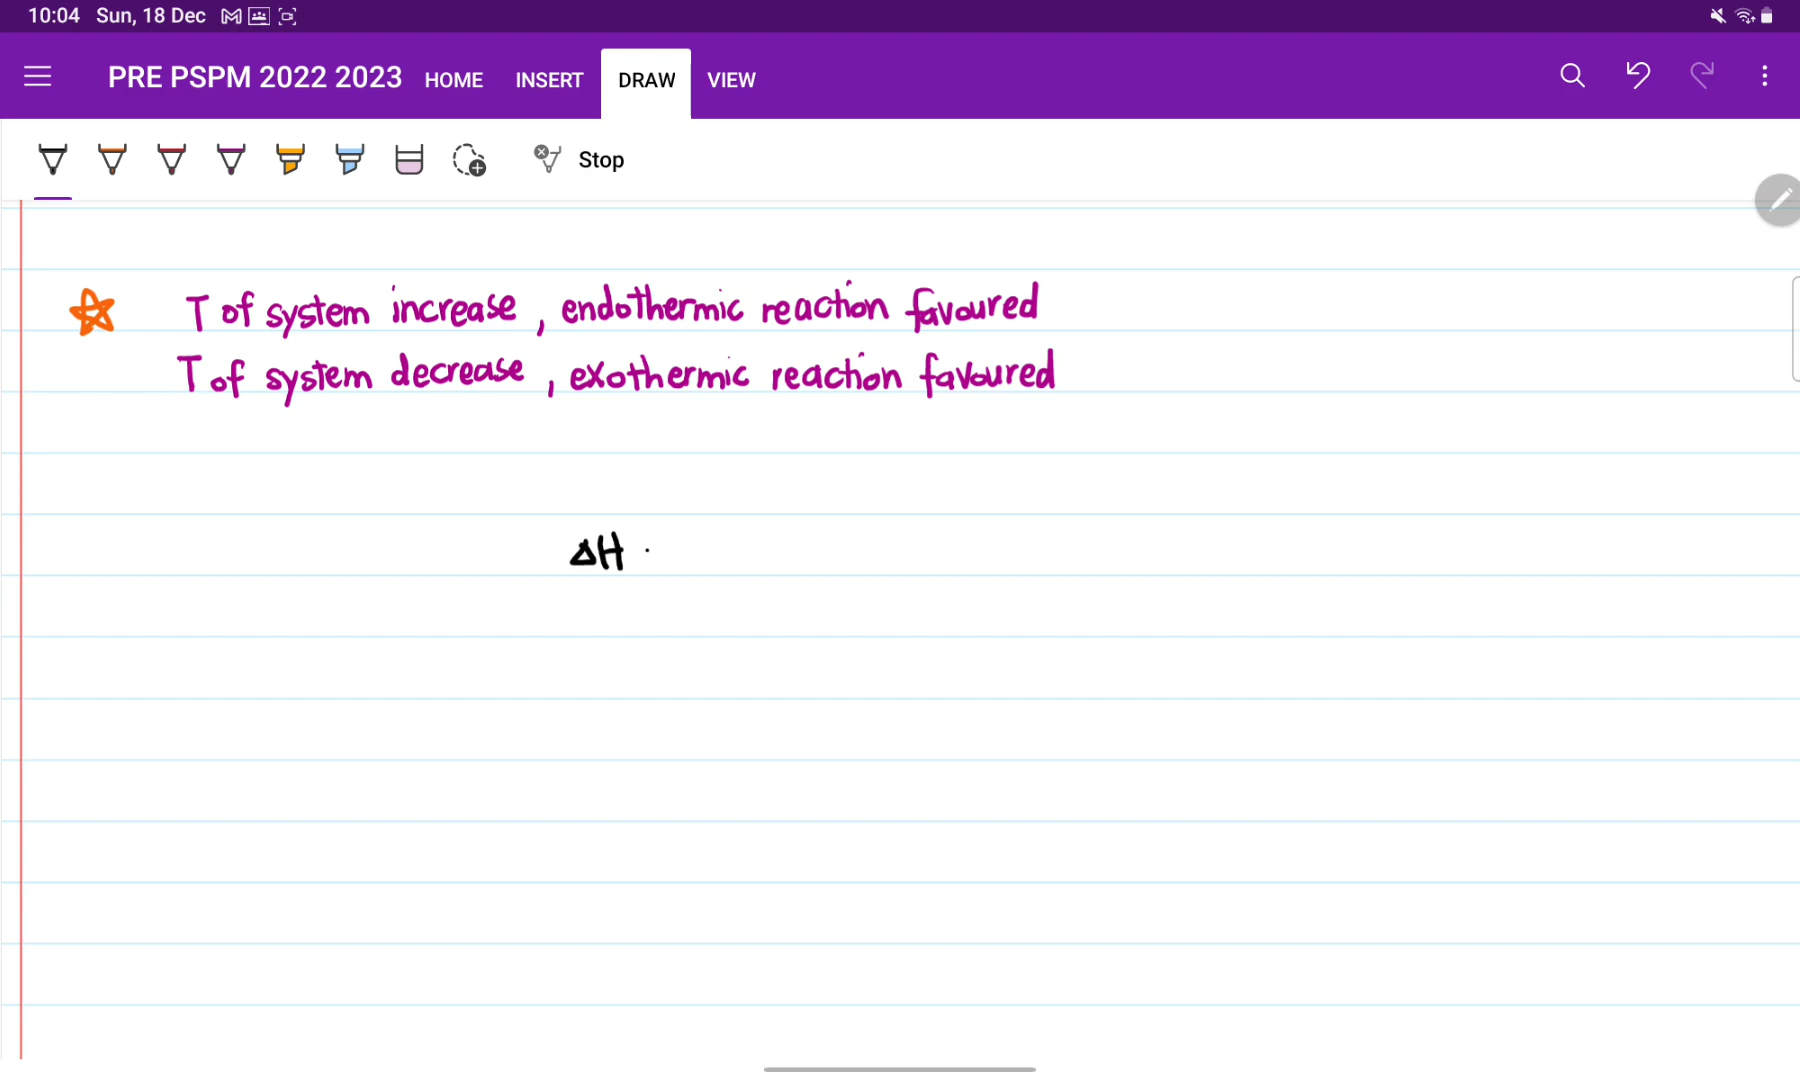 10:04 Sun, 18 Dec
PRE PSPM 2022 2023 HOME INSERT DRAW VIEW
Stop
T of system increase, endothermic reaction favoured
T of system decrease, exothermic reaction favoured
ΔH